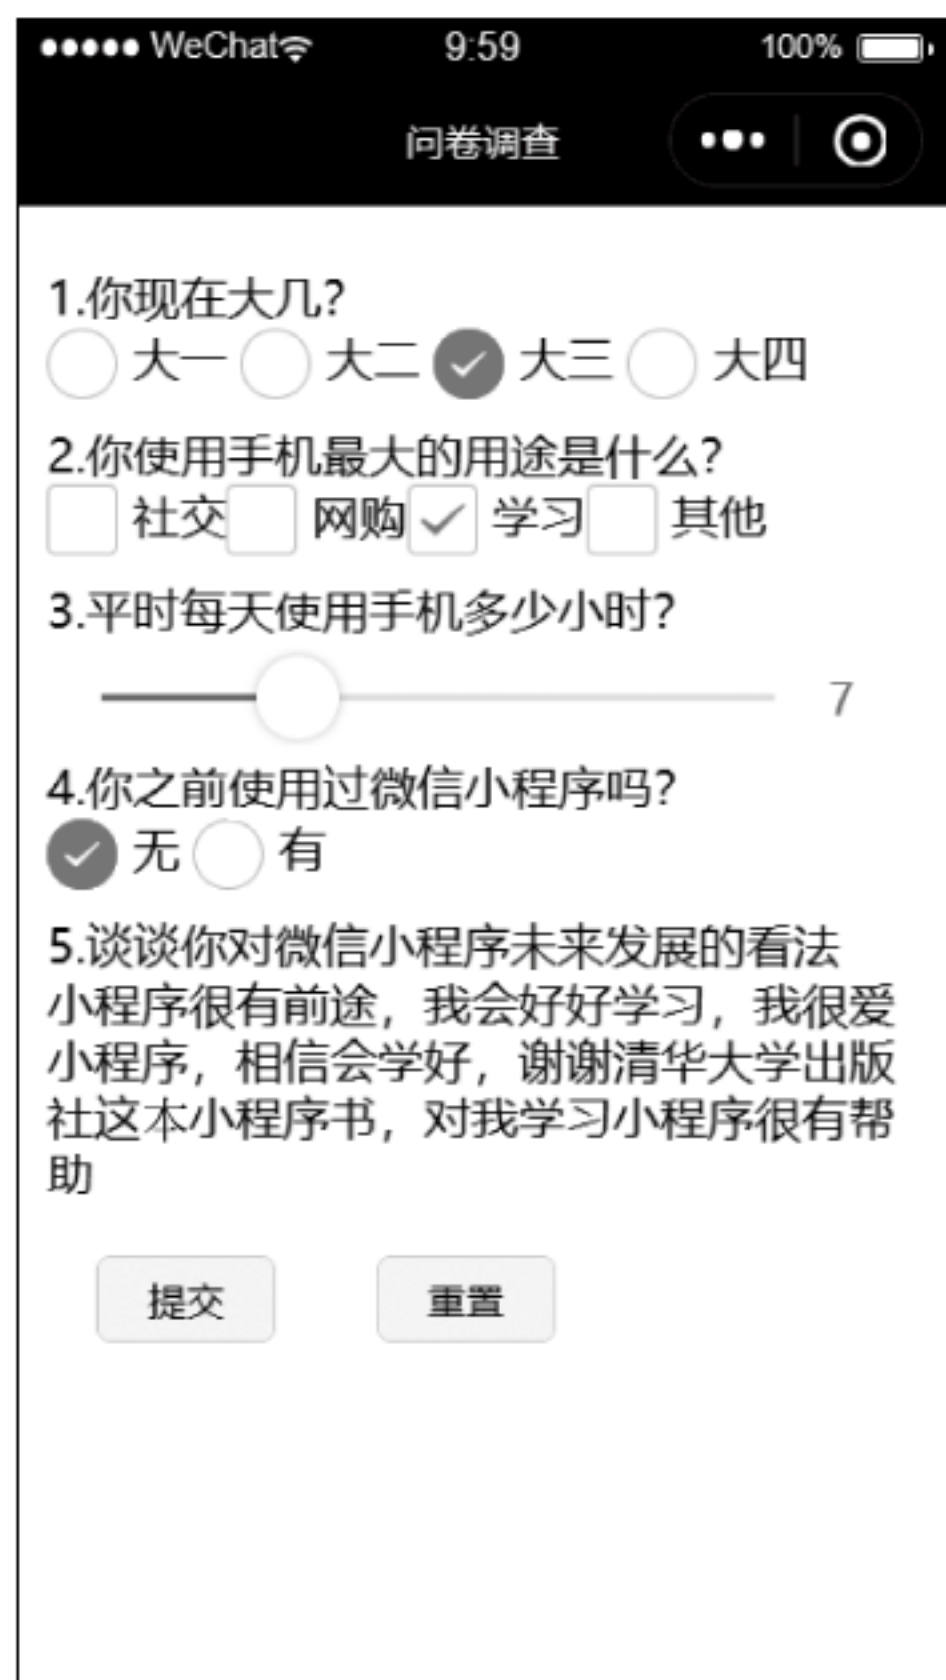 WeChat 9:59 100%
问卷调查
1.你现在大几?
大一 大二 大三 大四
2.你使用手机最大的用途是什么?
社交 网购 学习 其他
3.平时每天使用手机多少小时?
7
4.你之前使用过微信小程序吗?
无 有
5.谈谈你对微信小程序未来发展的看法
小程序很有前途，我会好好学习，我很爱
小程序，相信会学好，谢谢清华大学出版
社这本小程序书，对我学习小程序很有帮
助
提交 重置